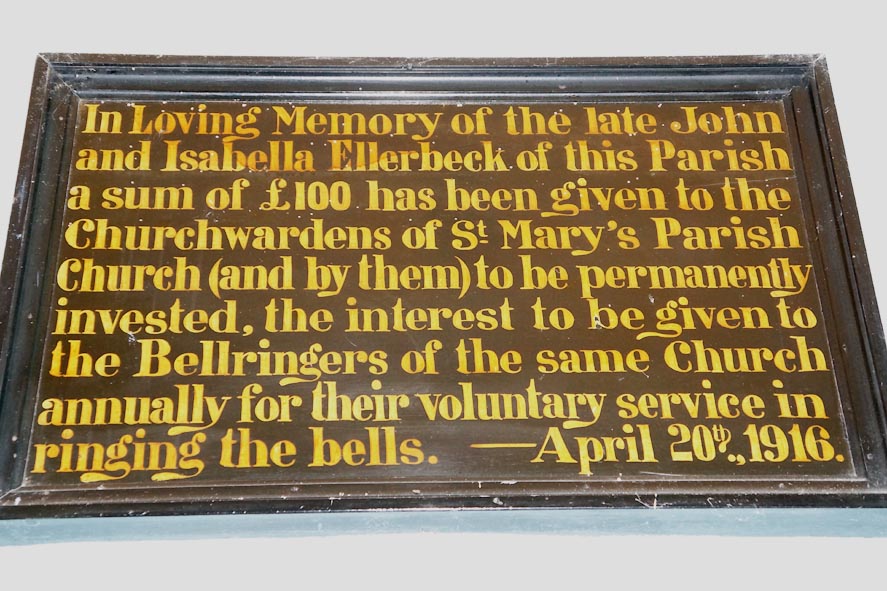 In Loving Memory of the late John
and Isabella Ellerbeck of this Parish
a sum of £100 has been given to the
Churchwardens of St. Mary's Parish
Church (and by them) to be permanently
invested, the interest to be given to
the Bellringers of the same Church
annually for their voluntary service in
ringing the bells. — April 20th., 1916.